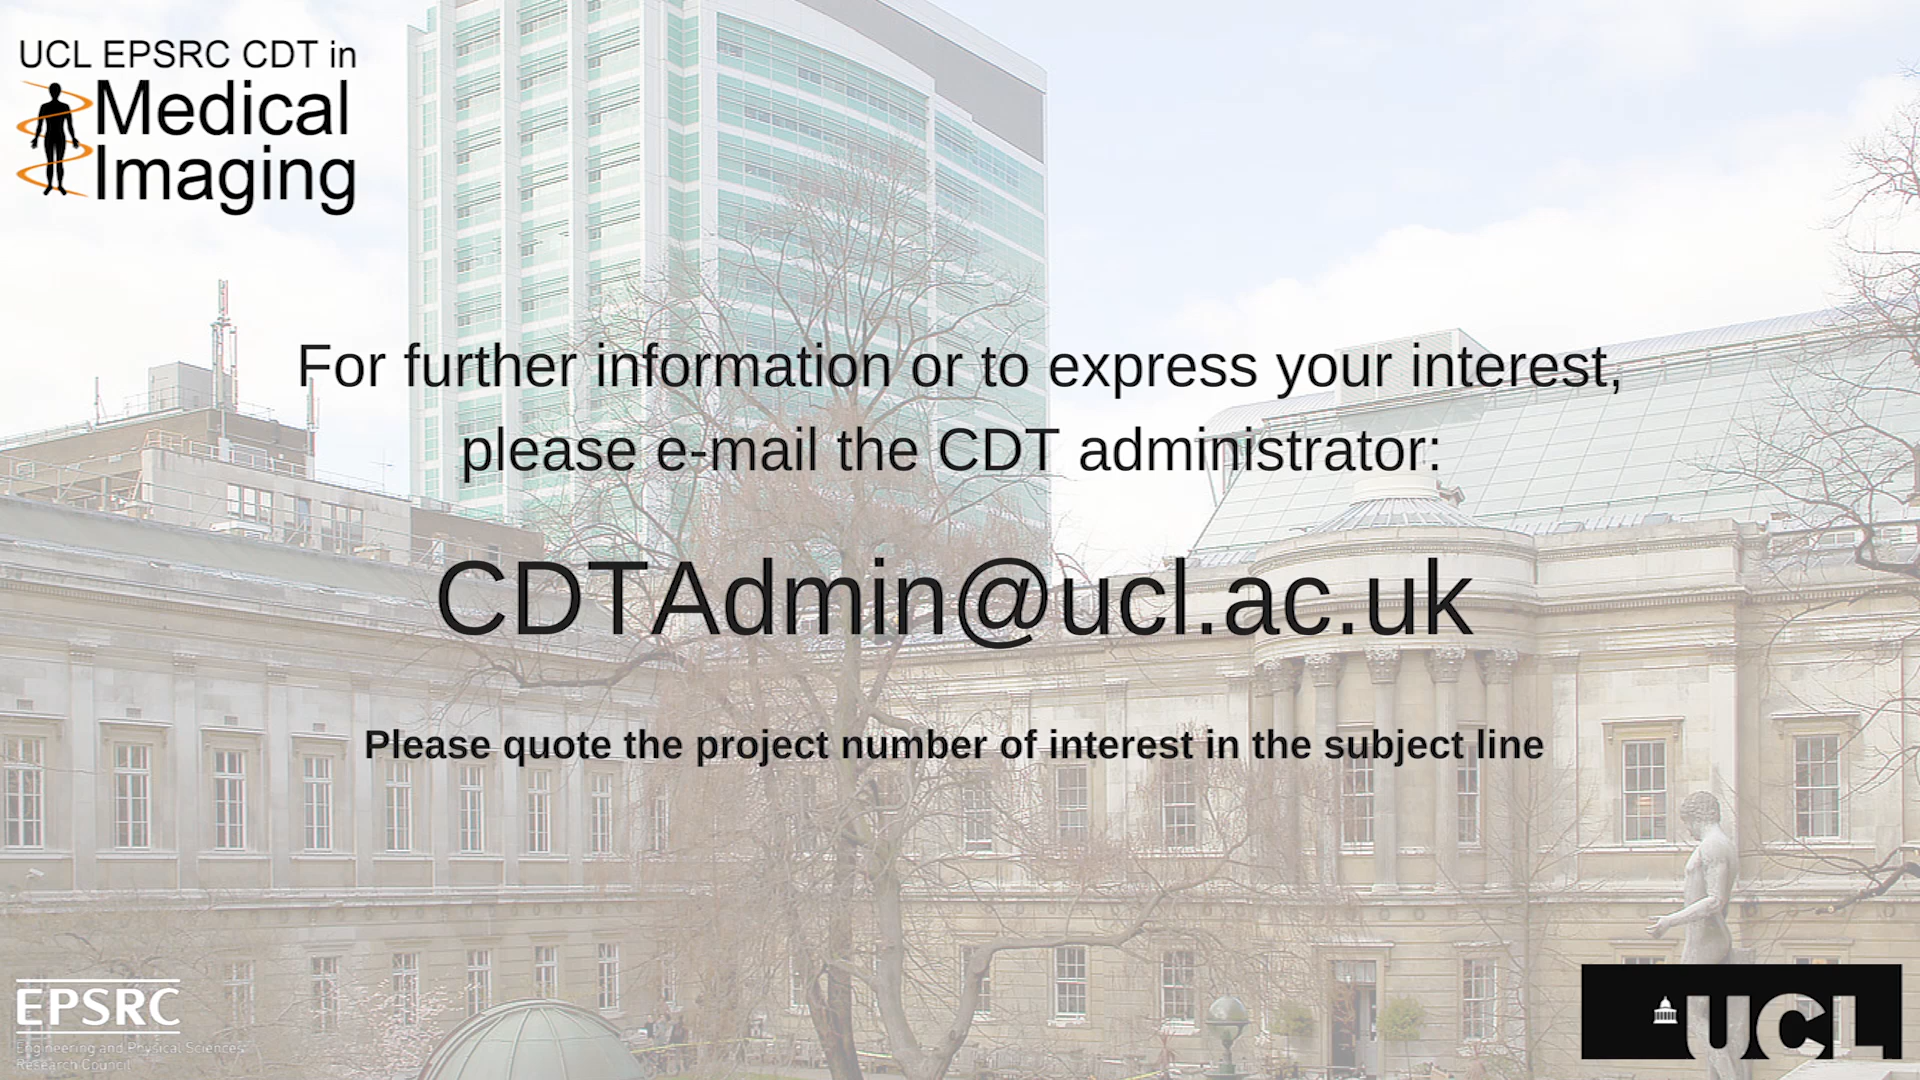 UCL EPSRC CDT in
Medical
Imaging
For further information or to express your interest,
please e-mail the CDT administrator:
CDTAdmin@ucl.ac.uk
Please quote the project number of interest in the subject line
EPSRC
Engineering and Physical Sciences
Research Council
UCL